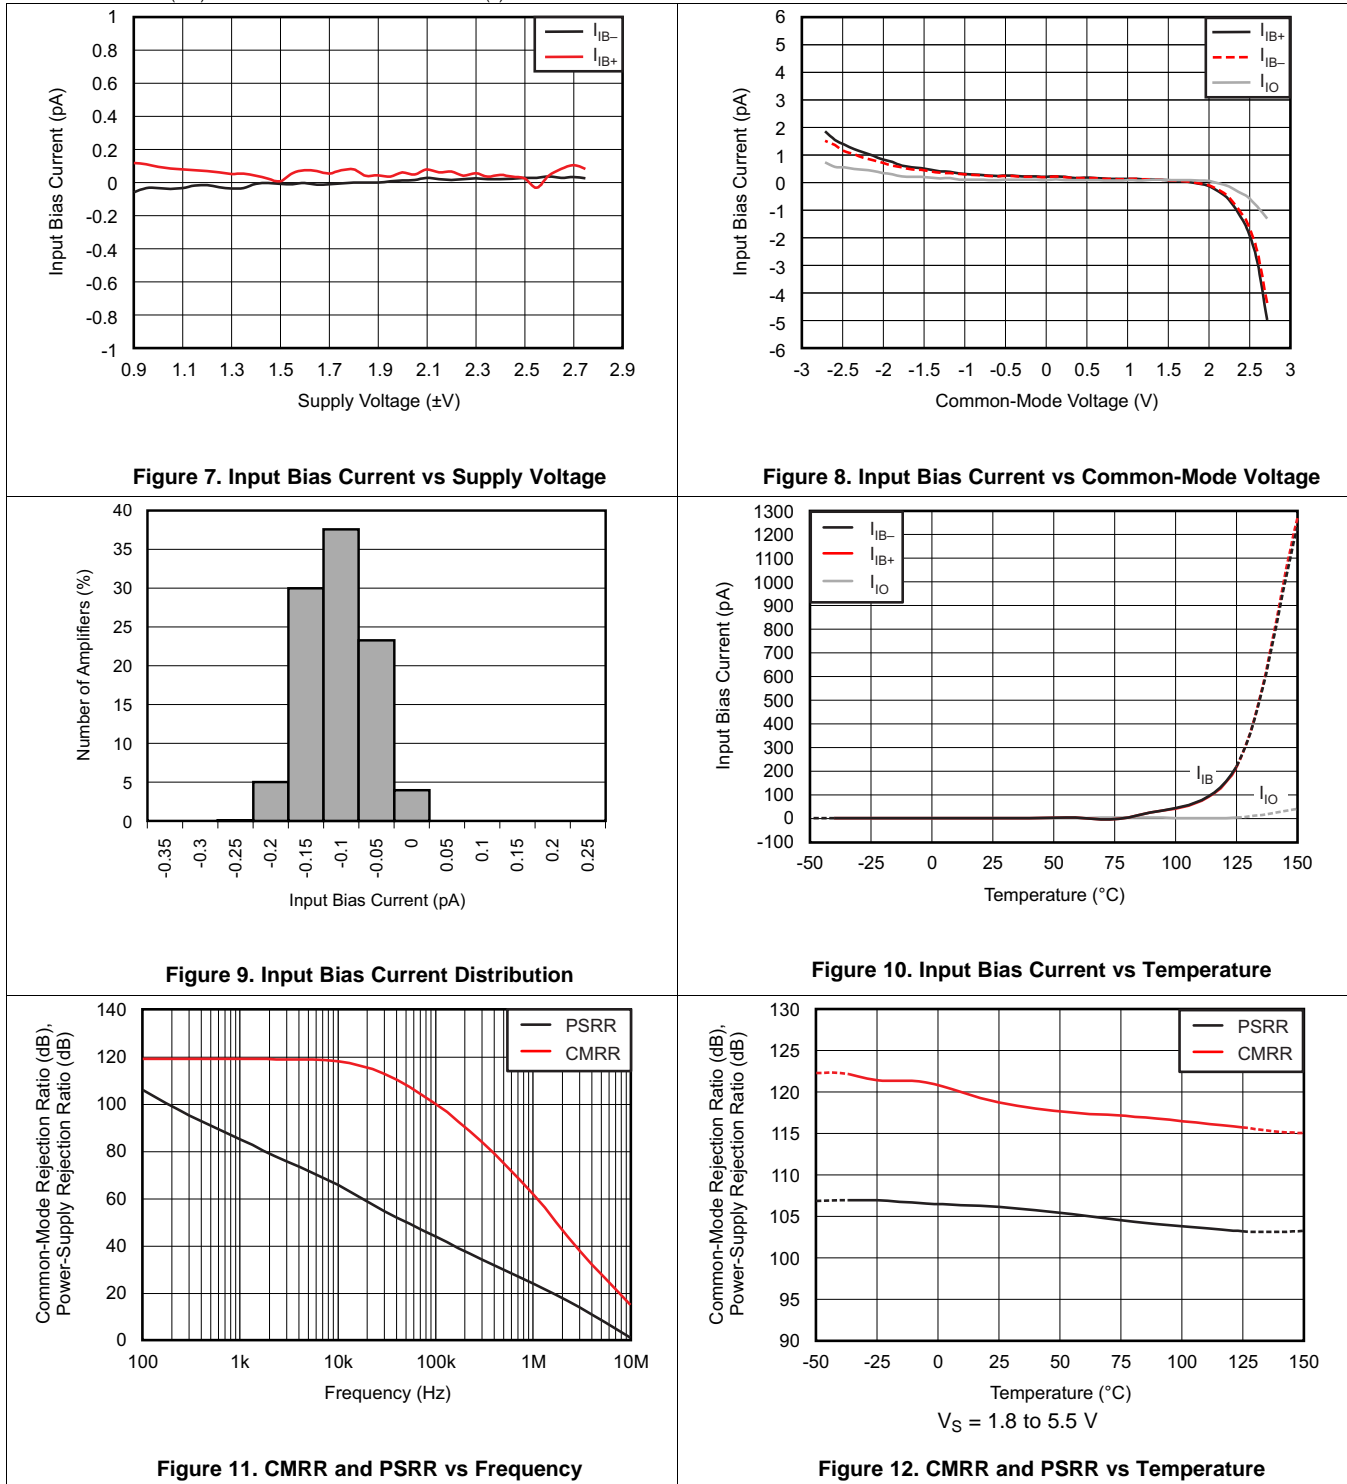 1
0.8
0.6
0.4
0.2
0
-0.2
-0.4
-0.6
-0.8
-1
Input Bias Current (pA)
IIB–
IIB+
0.9 1.1 1.3 1.5 1.7 1.9 2.1 2.3 2.5 2.7 2.9
Supply Voltage (±V)
Figure 7. Input Bias Current vs Supply Voltage
6
5
4
3
2
1
0
-1
-2
-3
-4
-5
-6
Input Bias Current (pA)
IIB+
IIB–
IIO
-3 -2.5 -2 -1.5 -1 -0.5 0 0.5 1 1.5 2 2.5 3
Common-Mode Voltage (V)
Figure 8. Input Bias Current vs Common-Mode Voltage
40
35
30
25
20
15
10
5
0
Number of Amplifiers (%)
-0.35 -0.3 -0.25 -0.2 -0.15 -0.1 -0.05 0 0.05 0.1 0.15 0.2 0.25
Input Bias Current (pA)
Figure 9. Input Bias Current Distribution
1300
1200
1100
1000
900
800
700
600
500
400
300
200
100
0
-100
Input Bias Current (pA)
IIB–
IIB+
IIO
IIB
IIO
-50 -25 0 25 50 75 100 125 150
Temperature (°C)
Figure 10. Input Bias Current vs Temperature
140
120
100
80
60
40
20
0
Common-Mode Rejection Ratio (dB),
Power-Supply Rejection Ratio (dB)
PSRR
CMRR
100 1k 10k 100k 1M 10M
Frequency (Hz)
Figure 11. CMRR and PSRR vs Frequency
130
125
120
115
110
105
100
95
90
Common-Mode Rejection Ratio (dB),
Power-Supply Rejection Ratio (dB)
PSRR
CMRR
-50 -25 0 25 50 75 100 125 150
Temperature (°C)
VS = 1.8 to 5.5 V
Figure 12. CMRR and PSRR vs Temperature